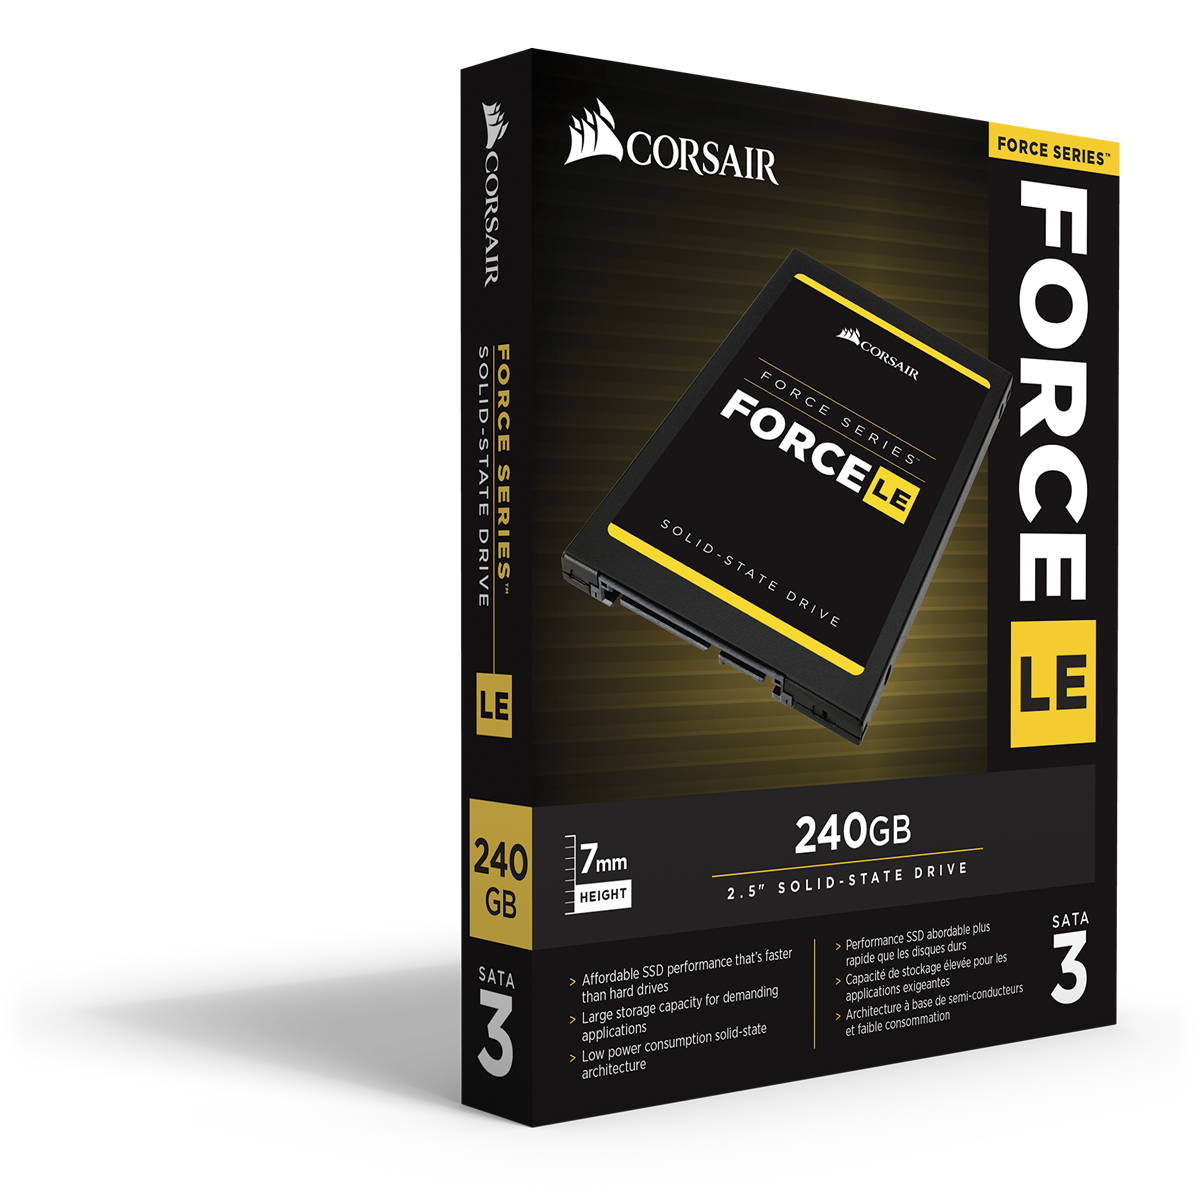 CORSAIR
FORCE SERIES™
SOLID-STATE DRIVE
LE
240
GB
SATA
3
CORSAIR
FORCE SERIES™
FORCE
LE
CORSAIR
FORCE SERIES™
FORCE LE
SOLID-STATE DRIVE
7mm
HEIGHT
240GB
2.5" SOLID-STATE DRIVE
> Affordable SSD performance that's faster
than hard drives
> Large storage capacity for demanding
applications
> Low power consumption solid-state
architecture
> Performance SSD abordable plus
rapide que les disques durs
> Capacité de stockage élevée pour les
applications exigeantes
> Architecture à base de semi-conducteurs
et faible consommation
SATA
3